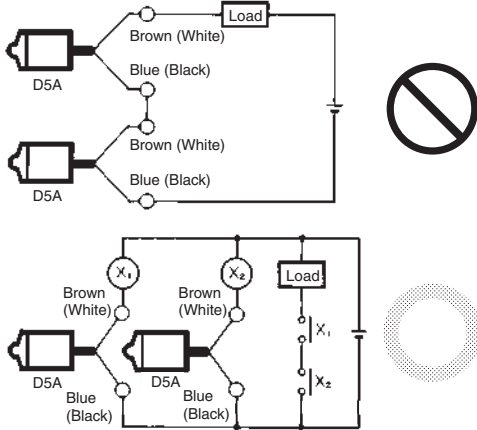 Load
Brown (White)
Blue (Black)
D5A
Brown (White)
Blue (Black)
D5A
X₁
X₂
Load
Brown
(White)
Brown
(White)
X₁
D5A
D5A
X₂
Blue
(Black)
Blue
(Black)